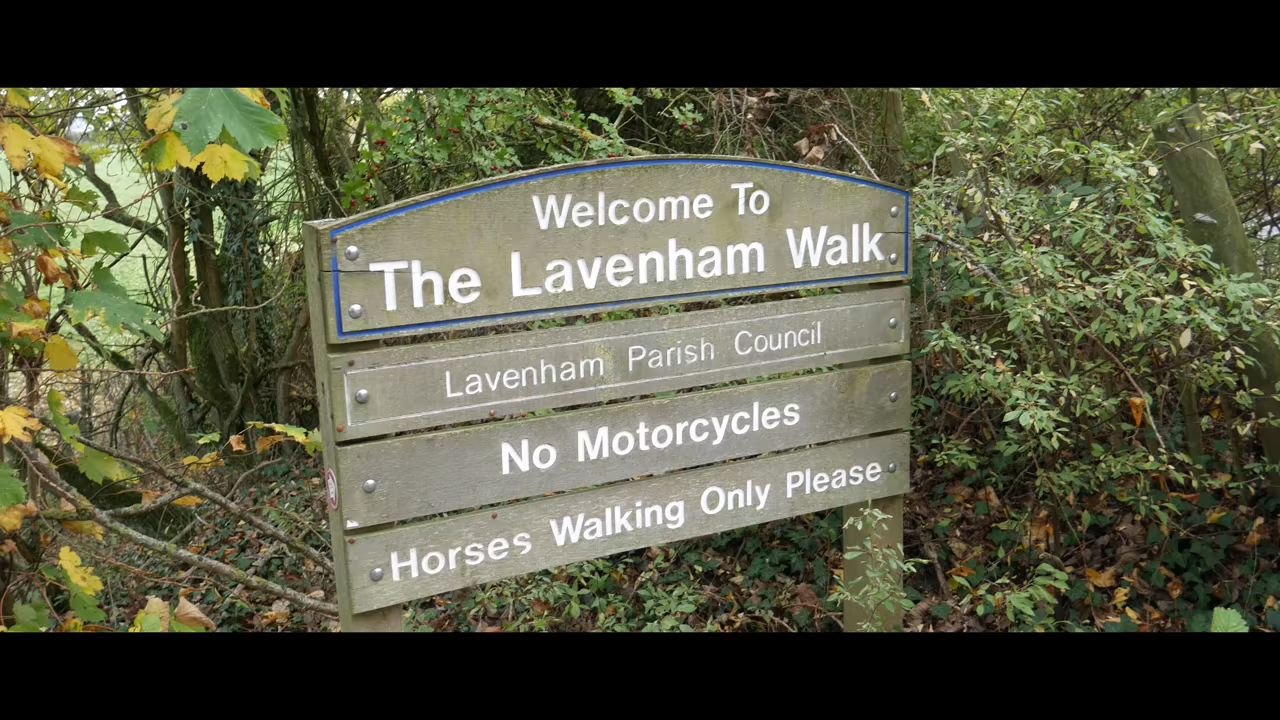 Welcome To
The Lavenham Walk
Lavenham Parish Council
No Motorcycles
Horses Walking Only Please